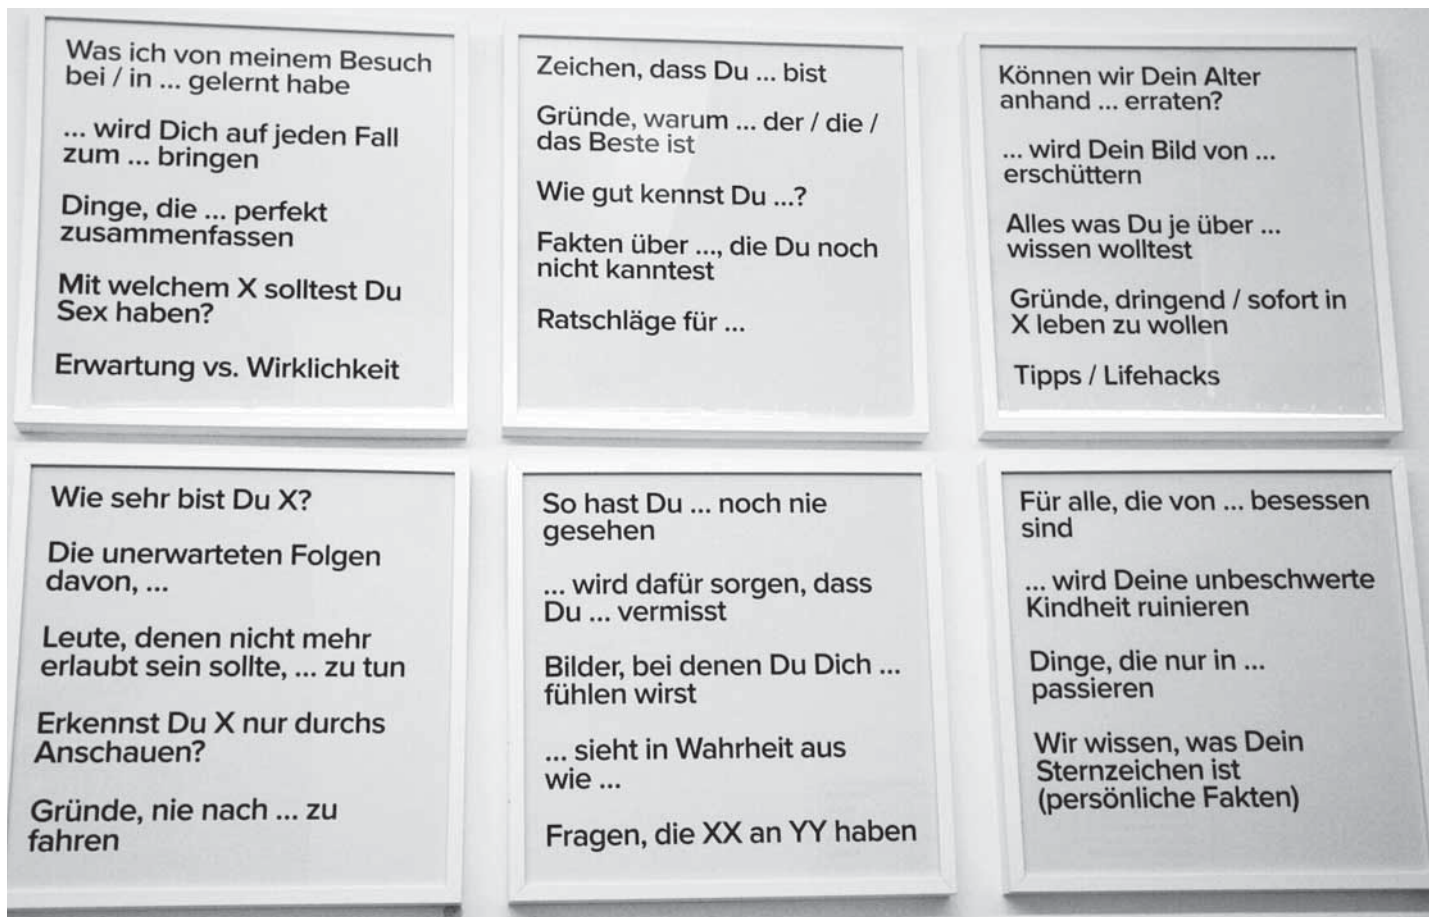 Was ich von meinem Besuch
bei / in ... gelernt habe
... wird Dich auf jeden Fall
zum ... bringen
Dinge, die ... perfekt
zusammenfassen
Mit welchem X solltest Du
Sex haben?
Erwartung vs. Wirklichkeit
Zeichen, dass Du ... bist
Gründe, warum ... der / die /
das Beste ist
Wie gut kennst Du ...?
Fakten über ..., die Du noch
nicht kanntest
Ratschläge für ...
Können wir Dein Alter
anhand ... erraten?
... wird Dein Bild von ...
erschüttern
Alles was Du je über ...
wissen wolltest
Gründe, dringend / sofort in
X leben zu wollen
Tipps / Lifehacks
Wie sehr bist Du X?
Die unerwarteten Folgen
davon, ...
Leute, denen nicht mehr
erlaubt sein sollte, ... zu tun
Erkennst Du X nur durchs
Anschauen?
Gründe, nie nach ... zu
fahren
So hast Du ... noch nie
gesehen
... wird dafür sorgen, dass
Du ... vermisst
Bilder, bei denen Du Dich ...
fühlen wirst
... sieht in Wahrheit aus
wie ...
Fragen, die XX an YY haben
Für alle, die von ... besessen
sind
... wird Deine unbeschwerte
Kindheit ruinieren
Dinge, die nur in ...
passieren
Wir wissen, was Dein
Sternzeichen ist
(persönliche Fakten)